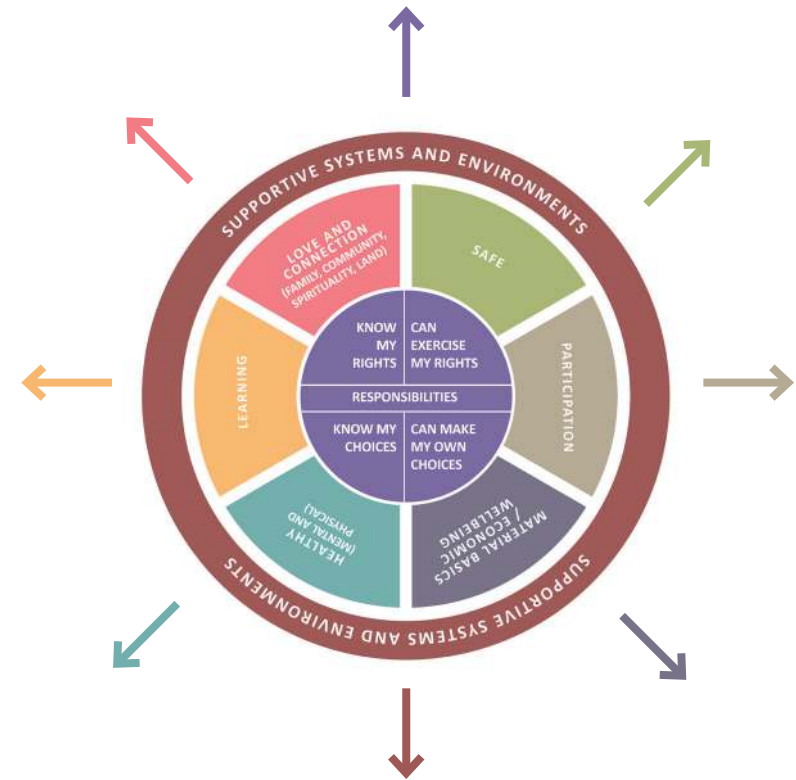 SUPPORTIVE SYSTEMS AND ENVIRONMENTS
LOVE AND
CONNECTION
(FAMILY, COMMUNITY,
SPIRITUALITY, LAND)
SAFE
PARTICIPATION
MATERIAL BASICS
/ ECONOMIC
WELLBEING
HEALTHY
(MENTAL AND
PHYSICAL)
LEARNING
KNOW
MY
RIGHTS
CAN
EXERCISE
MY RIGHTS
RESPONSIBILITIES
KNOW MY
CHOICES
CAN MAKE
MY OWN
CHOICES
SUPPORTIVE SYSTEMS AND ENVIRONMENTS